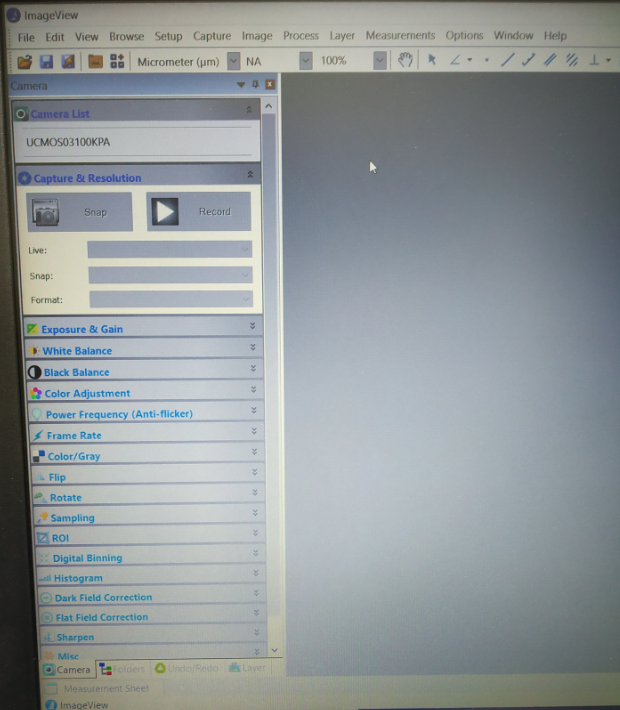 ImageView
File Edit View Browse Setup Capture Image Process Layer Measurements Options Window Help
Micrometer (µm) NA 100%
Camera
Camera List
UCMOS03100KPA
Capture & Resolution
Snap Record
Live:
Snap:
Format:
Exposure & Gain
White Balance
Black Balance
Color Adjustment
Power Frequency (Anti-flicker)
Frame Rate
Color/Gray
Flip
Rotate
Sampling
ROI
Digital Binning
Histogram
Dark Field Correction
Flat Field Correction
Sharpen
Misc
Camera Folders Undo/Redo Layer
Measurement Sheet
ImageView